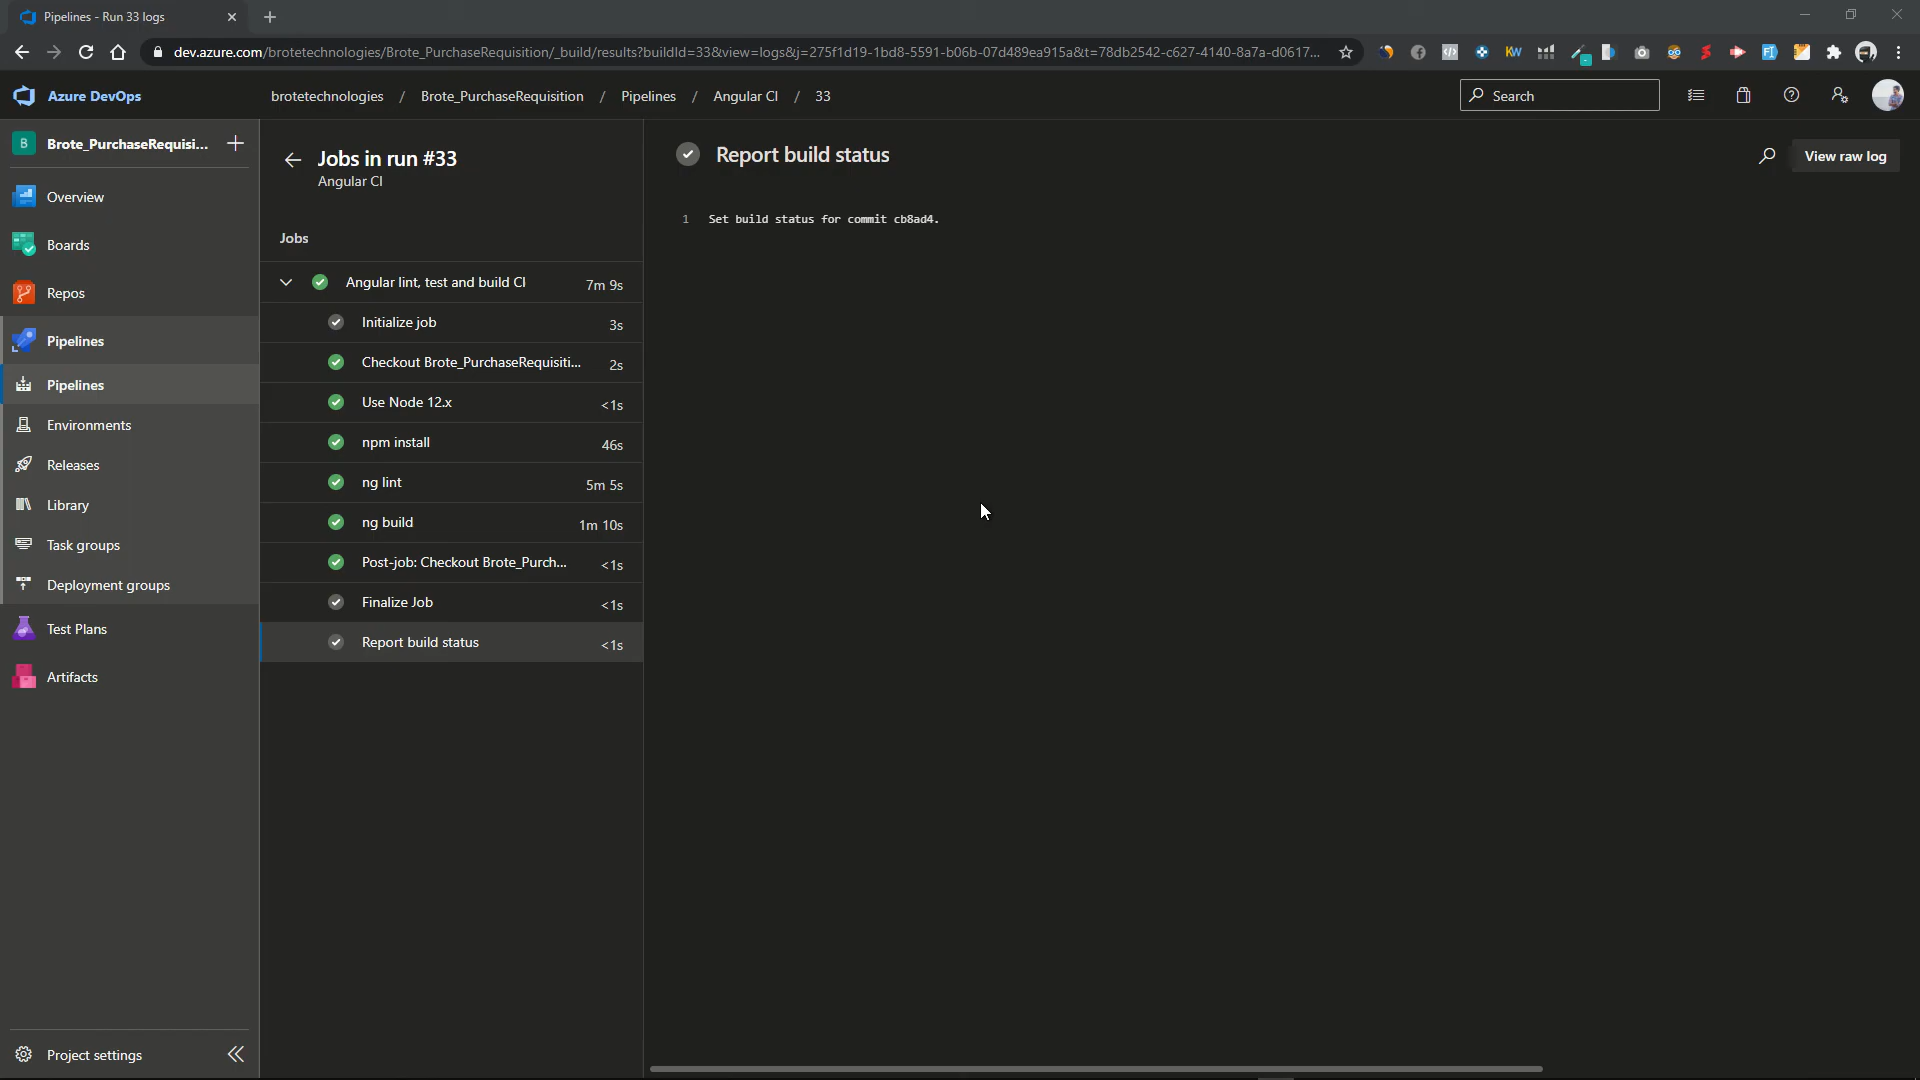 Pipelines - Run 33 logs
dev.azure.com/brotetechnologies/Brote_PurchaseRequisition/_build/results?buildId=33&view=logs&j=275f1d19-1bd8-5591-b06b-07d489ea915a&t=78db2542-c627-4140-8a7a-d0617...
Azure DevOps
brotetechnologies / Brote_PurchaseRequisition / Pipelines / Angular CI / 33
Search
B Brote_PurchaseRequisi...
Overview
Boards
Repos
Pipelines
Pipelines
Environments
Releases
Library
Task groups
Deployment groups
Test Plans
Artifacts
Project settings
Jobs in run #33
Angular CI
Jobs
Angular lint, test and build CI 7m 9s
Initialize job 3s
Checkout Brote_PurchaseRequisiti... 2s
Use Node 12.x <1s
npm install 46s
ng lint 5m 5s
ng build 1m 10s
Post-job: Checkout Brote_Purch... <1s
Finalize Job <1s
Report build status <1s
Report build status
View raw log
1 Set build status for commit cb8ad4.